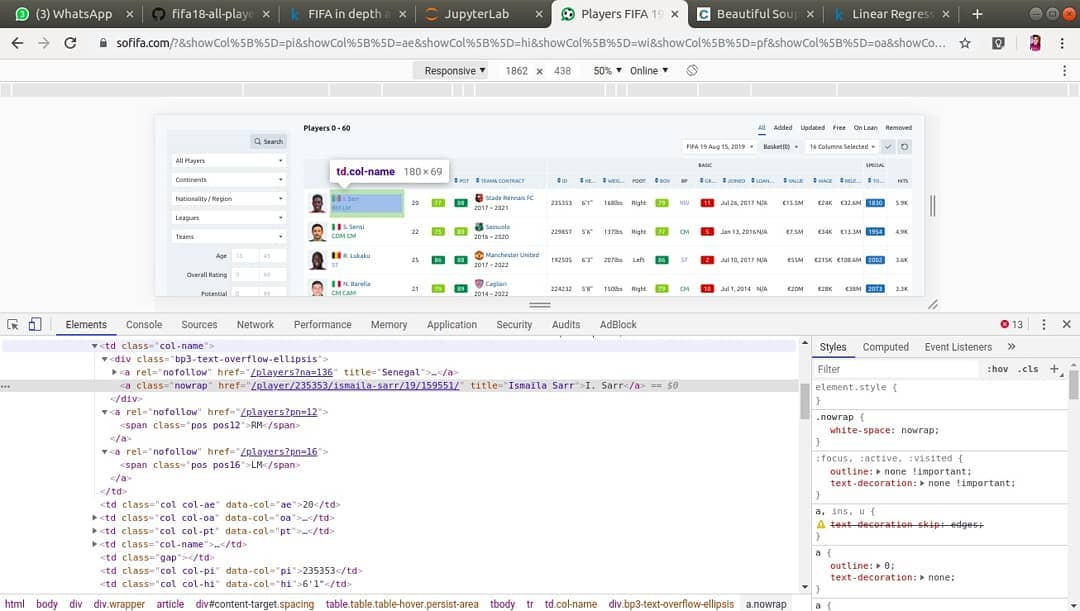 (3) WhatsApp
fifa18-all-playe
FIFA in depth a
JupyterLab
Players FIFA 19
Beautiful Sou
Linear Regres
sofifa.com/?&showCol%5B%5D=pi&showCol%5B%5D=ae&showCol%5B%5D=hi&showCol%5B%5D=wi&showCol%5B%5D=pf&showCol%5B%5D=oa&showCo...
Responsive 1862 × 438 50% Online
Players 0 - 60
All Added Updated Free On Loan Removed
Search
FIFA 19 Aug 15, 2019 Basket(0) 16 Columns Selected
All Players
Continents
Nationality / Region
Leagues
Teams
Age 15 45
Overall Rating 0 99
Potential 0 99
td.col-name 180 × 69
BASIC SPECIAL
POT TEAM & CONTRACT ID HE... WEIG... FOOT BOV BP GR... JOINED LOAN... VALUE WAGE RELE... TO... HITS
I. Sarr
RM LM
20 77 88 Stade Rennais FC 235353 6'1" 168lbs Right 79 RW 11 Jul 26, 2017 N/A €15.5M €24K €32.6M 1830 5.9K
2017 ~ 2021
S. Sensi
CDM CM
22 75 80 Sassuolo 229857 5'6" 137lbs Right 77 CM 5 Jan 13, 2016 N/A €7.5M €34K €13.3M 1954 4.9K
2016 ~ 2020
R. Lukaku
ST
25 86 88 Manchester United 192505 6'3" 207lbs Left 86 ST 2 Jul 10, 2017 N/A €55M €215K €108.6M 2002 3.6K
2017 ~ 2022
N. Barella
CM CAM
21 79 89 Cagliari 224232 5'8" 150lbs Right 79 CM 10 Jul 1, 2014 N/A €20M €28K €38M 2073 3.3K
2014 ~ 2022
Elements Console Sources Network Performance Memory Application Security Audits AdBlock 13
<td class="col-name">
<div class="bp3-text-overflow-ellipsis">
<a rel="nofollow" href="/players?na=136" title="Senegal">…</a>
<a class="nowrap" href="/player/235353/ismaila-sarr/19/159551/" title="Ismaïla Sarr">I. Sarr</a> == $0
</div>
<a rel="nofollow" href="/players?pn=12">
<span class="pos pos12">RM</span>
</a>
<a rel="nofollow" href="/players?pn=16">
<span class="pos pos16">LM</span>
</a>
</td>
<td class="col col-ae" data-col="ae">20</td>
<td class="col col-oa" data-col="oa">…</td>
<td class="col col-pt" data-col="pt">…</td>
<td class="col-name">…</td>
<td class="gap"></td>
<td class="col col-pi" data-col="pi">235353</td>
<td class="col col-hi" data-col="hi">6'1"</td>
html body div div.wrapper article div#content-target.spacing table.table.table-hover.persist-area tbody tr td.col-name div.bp3-text-overflow-ellipsis a.nowrap
Styles Computed Event Listeners »
Filter :hov .cls +
element.style {
}
.nowrap {
white-space: nowrap;
}
:focus, :active, :visited {
outline: none !important;
text-decoration: none !important;
}
a, ins, u {
text-decoration-skip: edges;
}
a {
outline: 0;
text-decoration: none;
}
a {